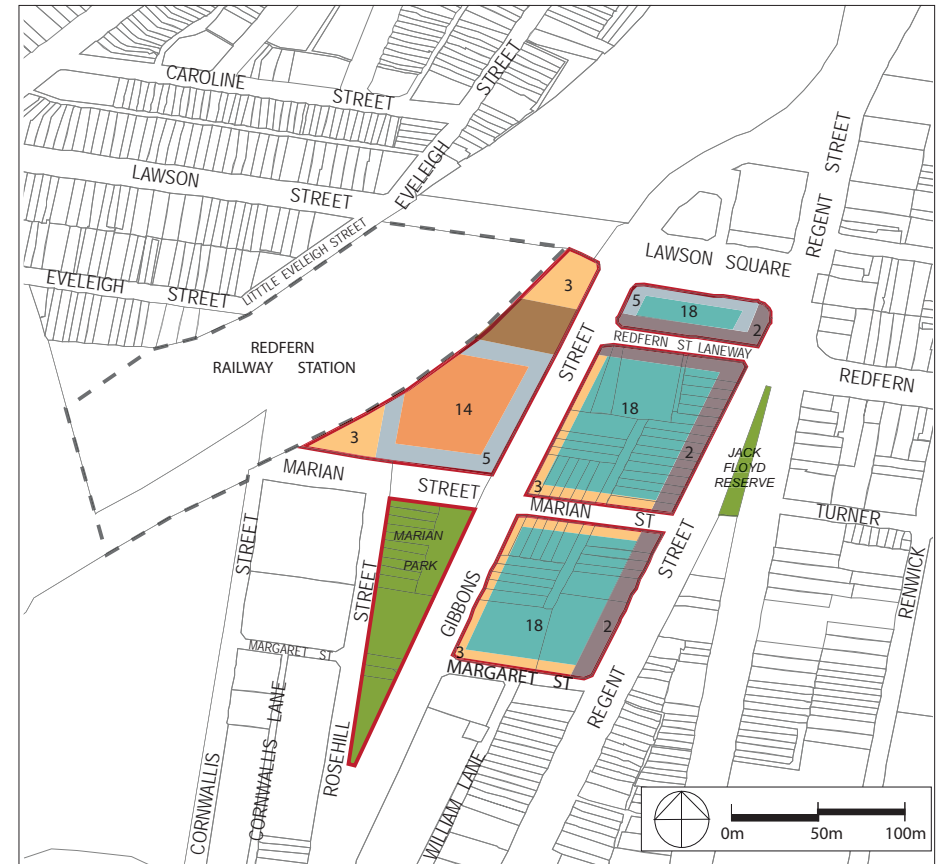 CAROLINE
STREET
STREET
LAWSON
STREET
EVELEIGH
LITTLE EVELEIGH STREET
EVELEIGH
STREET
REDFERN
RAILWAY STATION
LAWSON SQUARE
REGENT
STREET
3
5
18
2
REDFERN ST LANEWAY
STREET
REDFERN
14
18
3
5
2
3
JACK
FLOYD
RESERVE
MARIAN
STREET
MARIAN
ST
TURNER
MARIAN
PARK
STREET
STREET
STREET
GIBBONS
18
2
3
RENWICK
MARGARET ST
MARGARET ST
REGENT
CORNWALLIS
CORNWALLIS LANE
ROSEHILL
WILLIAM LANE
0m
50m
100m